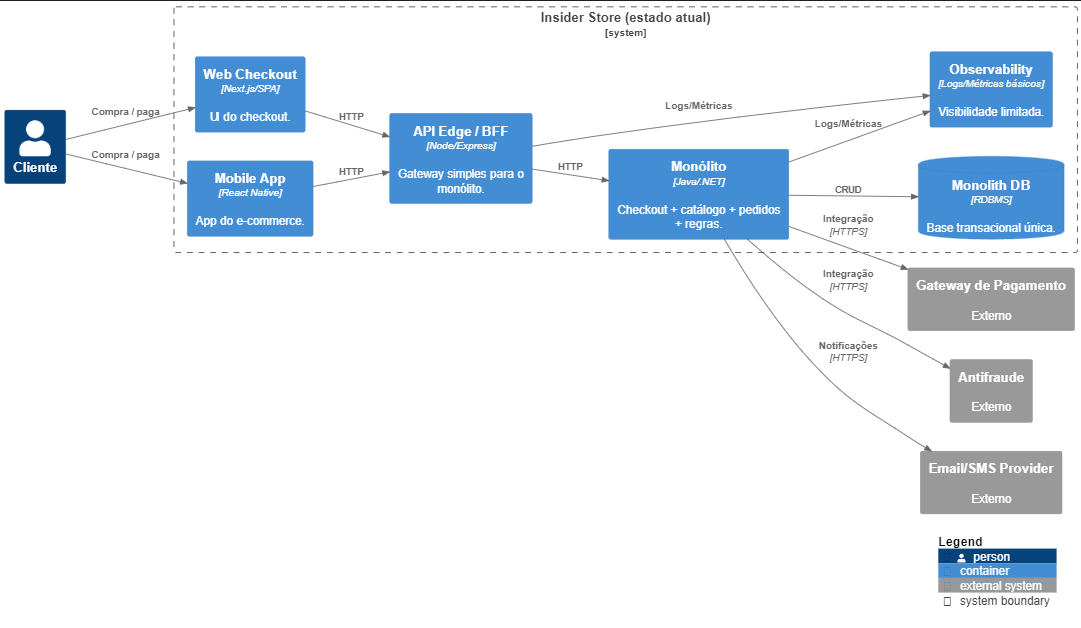 Insider Store (estado atual)
[system]
Web Checkout
[Next.js/SPA]
UI do checkout.
Observability
[Logs/Métricas básicos]
Visibilidade limitada.
Compra / paga
Logs/Métricas
HTTP
Logs/Métricas
API Edge / BFF
[Node/Express]
Gateway simples para o
monólito.
Cliente
Compra / paga
Mobile App
[React Native]
App do e-commerce.
HTTP
HTTP
Monólito
[Java/.NET]
Checkout + catálogo + pedidos
+ regras.
CRUD
Monolith DB
[RDBMS]
Base transacional única.
Integração
[HTTPS]
Gateway de Pagamento
Externo
Integração
[HTTPS]
Notificações
[HTTPS]
Antifraude
Externo
Email/SMS Provider
Externo
Legend
person
container
external system
system boundary